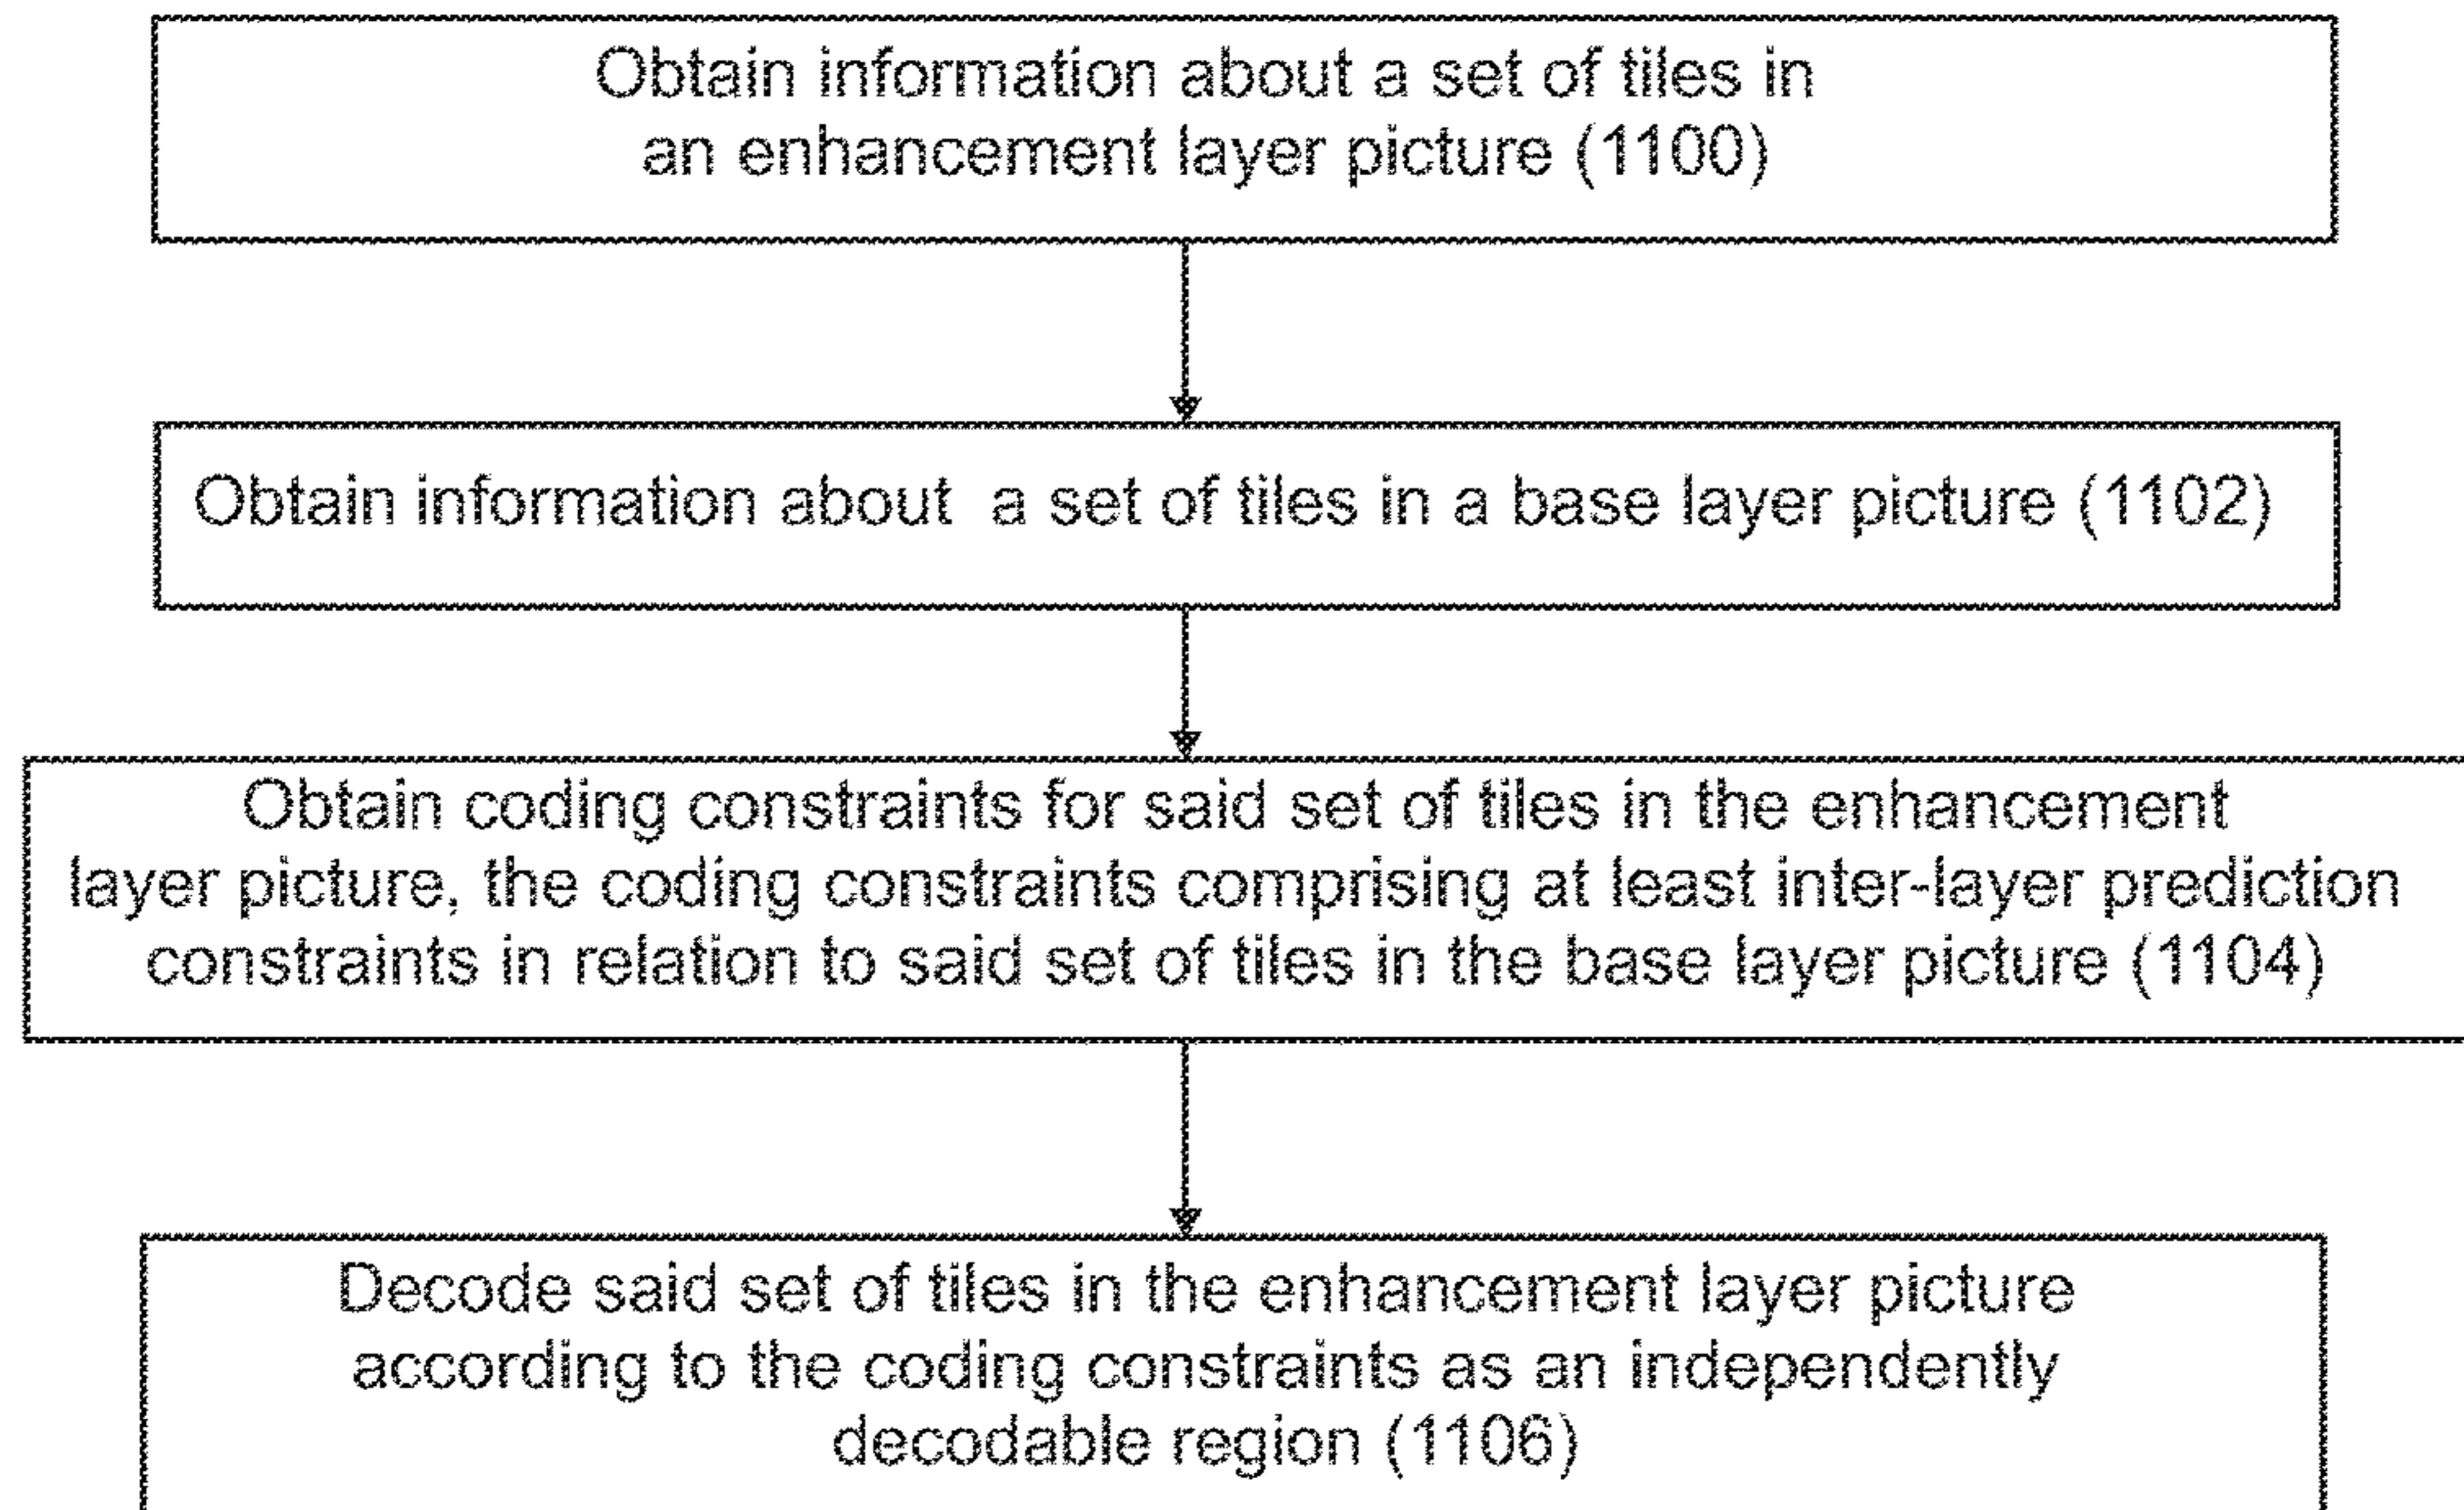 Obtain information about a set of tiles in
an enhancement layer picture (1100)
Obtain information about a set of tiles in a base layer picture (1102)
Obtain coding constraints for said set of tiles in the enhancement
layer picture, the coding constraints comprising at least inter-layer prediction
constraints in relation to said set of tiles in the base layer picture (1104)
Decode said set of tiles in the enhancement layer picture
according to the coding constraints as an independently
decodable region (1106)